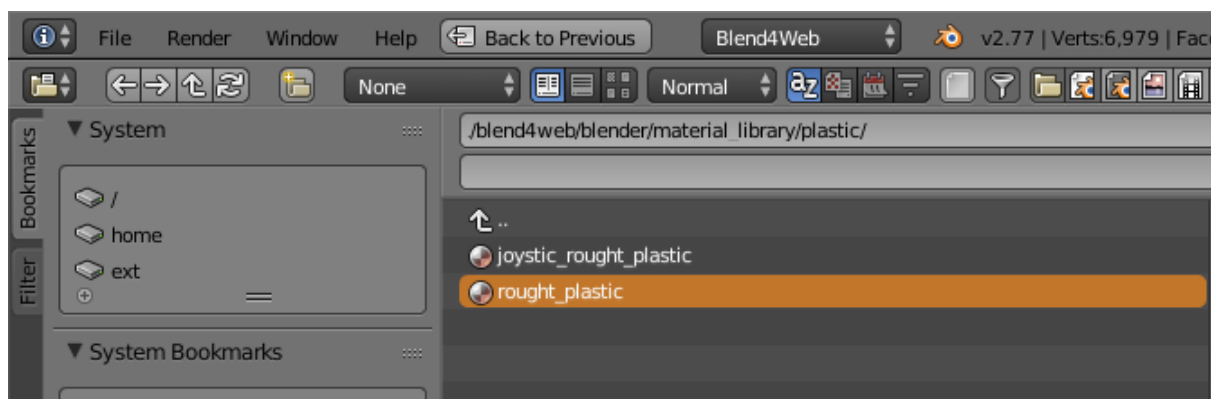 File Render Window Help Back to Previous Blend4Web v2.77 | Verts:6,979 | Fac
None Normal az
Bookmarks
Filter
System
/
home
ext
System Bookmarks
/blend4web/blender/material_library/plastic/
..
joystic_rought_plastic
rought_plastic